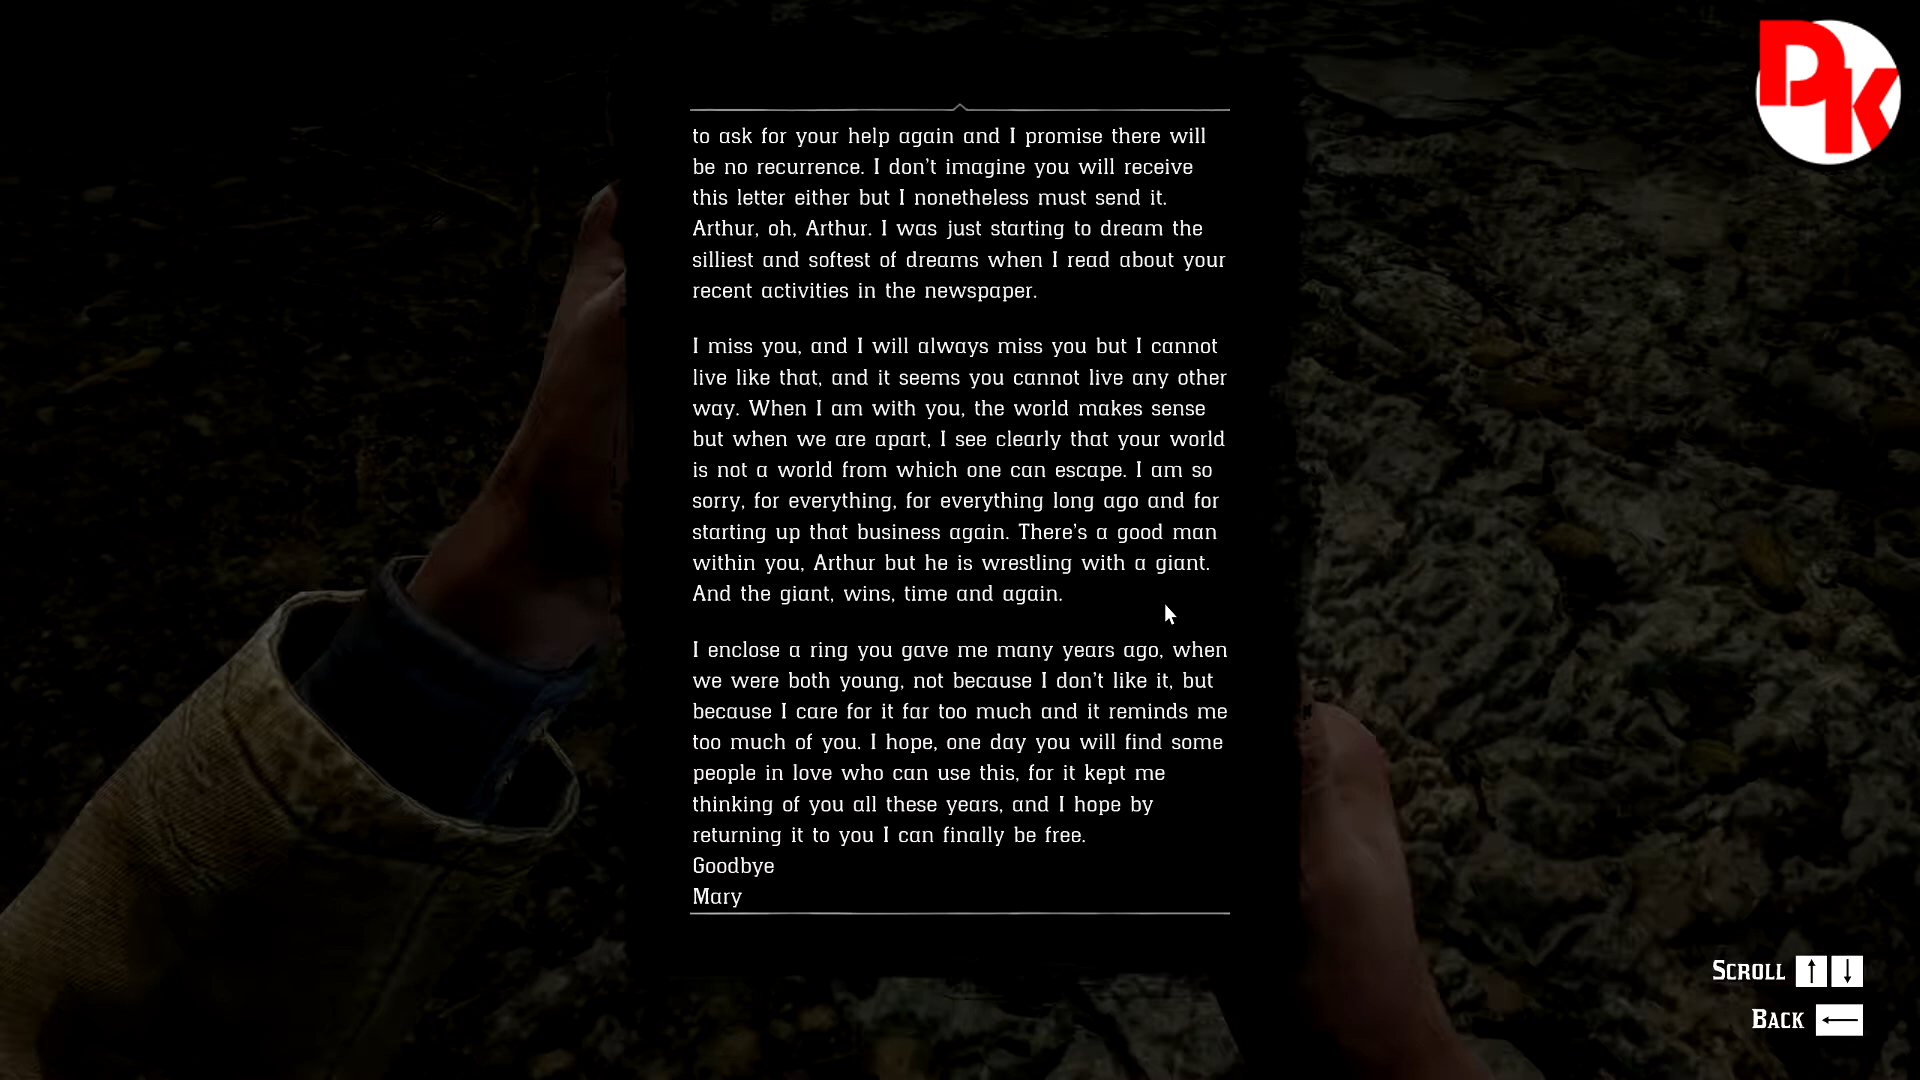 DK
to ask for your help again and I promise there will
be no recurrence. I don't imagine you will receive
this letter either but I nonetheless must send it.
Arthur, oh, Arthur. I was just starting to dream the
silliest and softest of dreams when I read about your
recent activities in the newspaper.
I miss you, and I will always miss you but I cannot
live like that, and it seems you cannot live any other
way. When I am with you, the world makes sense
but when we are apart, I see clearly that your world
is not a world from which one can escape. I am so
sorry, for everything, for everything long ago and for
starting up that business again. There's a good man
within you, Arthur but he is wrestling with a giant.
And the giant, wins, time and again.
I enclose a ring you gave me many years ago, when
we were both young, not because I don't like it, but
because I care for it far too much and it reminds me
too much of you. I hope, one day you will find some
people in love who can use this, for it kept me
thinking of you all these years, and I hope by
returning it to you I can finally be free.
Goodbye
Mary
Scroll
Back